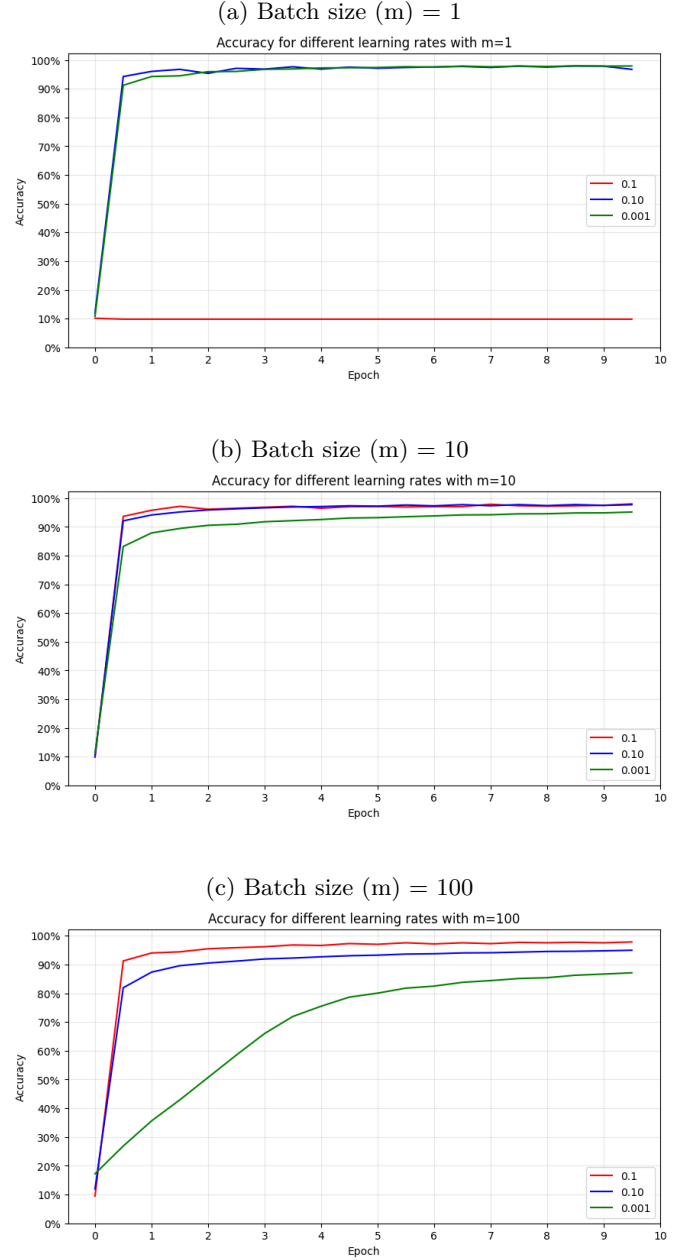 (a) Batch size (m) = 1
Accuracy for different learning rates with m=1
100%
90%
80%
70%
60%
50%
40%
30%
20%
10%
0%
Accuracy
0.1
0.10
0.001
0 1 2 3 4 5 6 7 8 9 10
Epoch
(b) Batch size (m) = 10
Accuracy for different learning rates with m=10
100%
90%
80%
70%
60%
50%
40%
30%
20%
10%
0%
Accuracy
0.1
0.10
0.001
0 1 2 3 4 5 6 7 8 9 10
Epoch
(c) Batch size (m) = 100
Accuracy for different learning rates with m=100
100%
90%
80%
70%
60%
50%
40%
30%
20%
10%
0%
Accuracy
0.1
0.10
0.001
0 1 2 3 4 5 6 7 8 9 10
Epoch